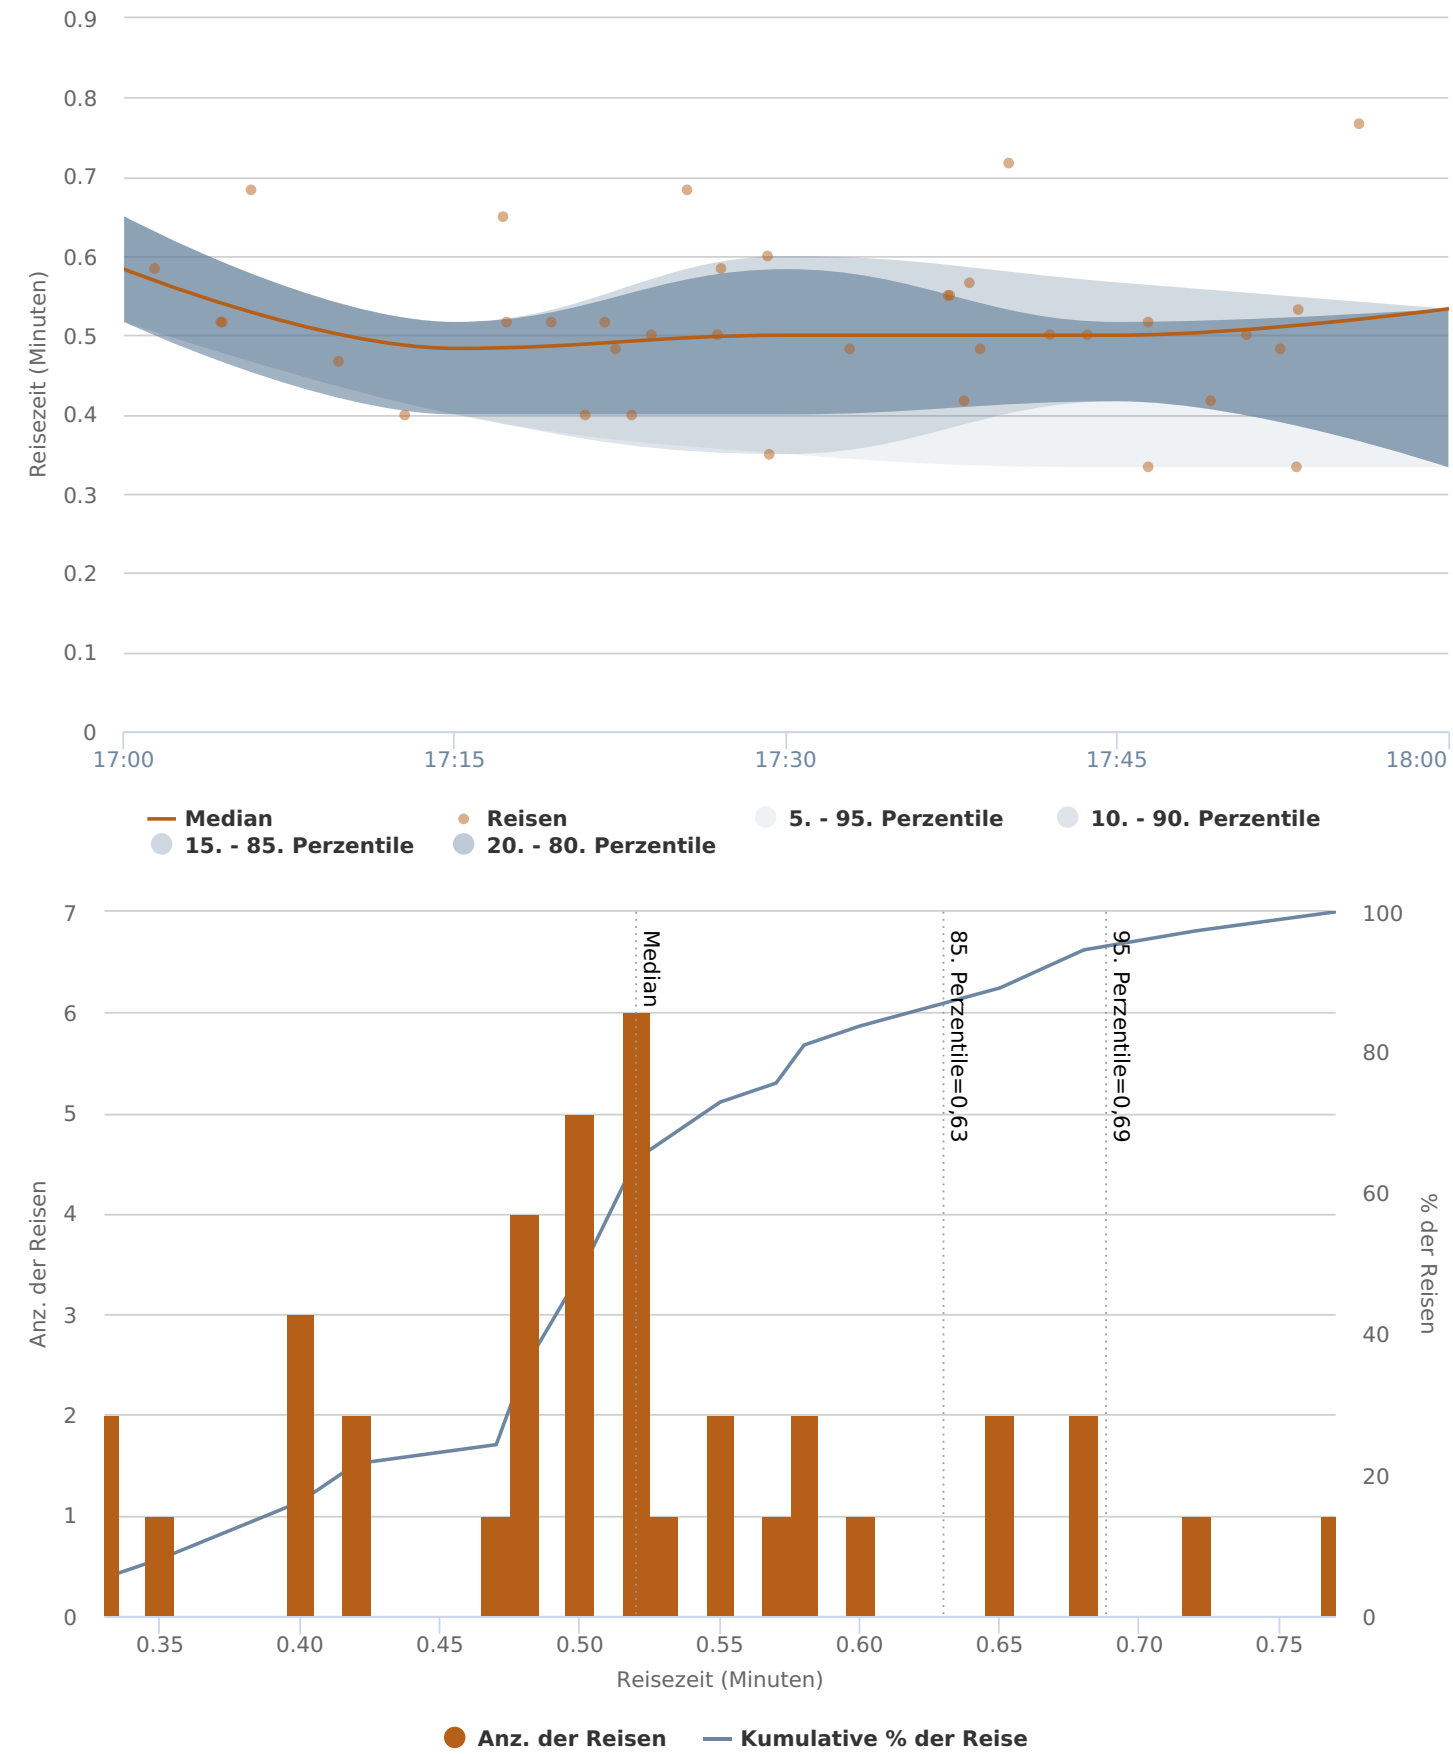 0.9
0.8
0.7
0.6
0.5
0.4
0.3
0.2
0.1
0
Reisezeit (Minuten)
17:00 17:15 17:30 17:45 18:00
Median Reisen 5. - 95. Perzentile 10. - 90. Perzentile
15. - 85. Perzentile 20. - 80. Perzentile
7
6
5
4
3
2
1
0
Anz. der Reisen
Median
85. Perzentile=0,63
95. Perzentile=0,69
100
80
60
40
20
0
% der Reisen
0.35 0.40 0.45 0.50 0.55 0.60 0.65 0.70 0.75
Reisezeit (Minuten)
Anz. der Reisen Kumulative % der Reise